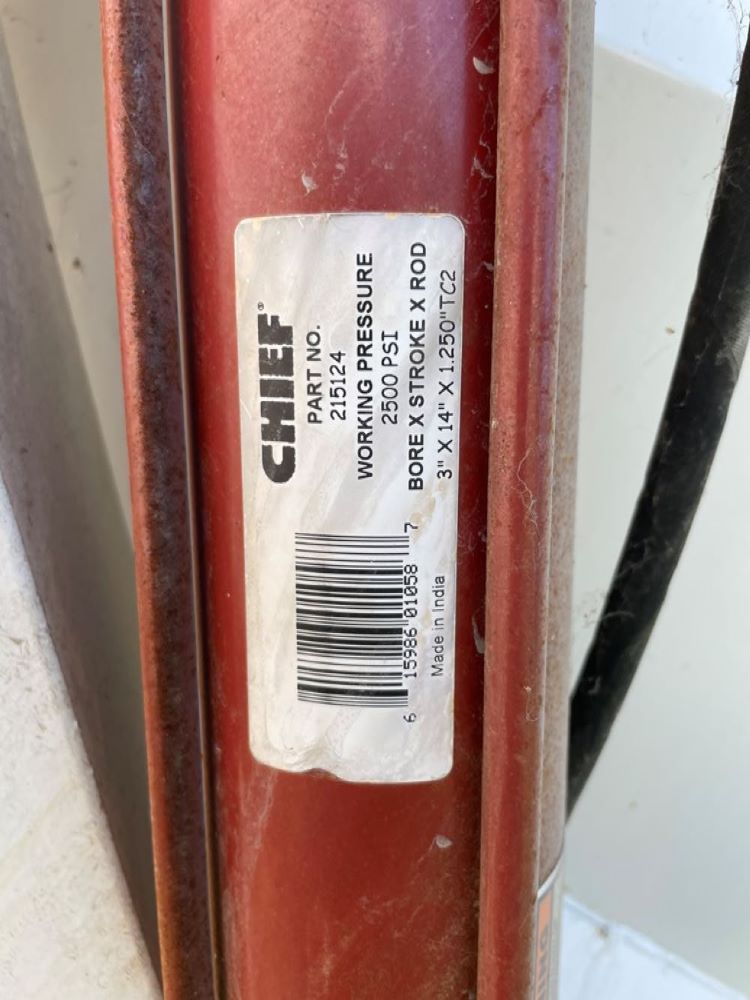 CHIEF®
PART NO.
215124
WORKING PRESSURE
2500 PSI
BORE X STROKE X ROD
3" X 14" X 1.250"TC2
6 15986 01058 7
Made in India